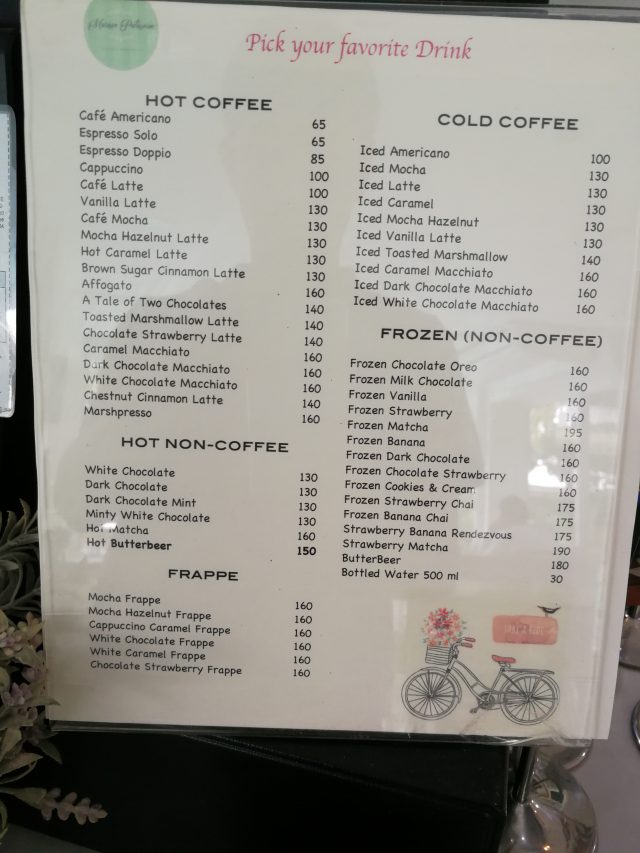 Pick your favorite Drink
HOT COFFEE
Café Americano 65
Espresso Solo 65
Espresso Doppio 85
Cappuccino 100
Café Latte 100
Vanilla Latte 130
Café Mocha 130
Mocha Hazelnut Latte 130
Hot Caramel Latte 130
Brown Sugar Cinnamon Latte 130
Affogato 160
A Tale of Two Chocolates 140
Toasted Marshmallow Latte 140
Chocolate Strawberry Latte 140
Caramel Macchiato 160
Dark Chocolate Macchiato 160
White Chocolate Macchiato 160
Chestnut Cinnamon Latte 140
Marshpresso 160
HOT NON-COFFEE
White Chocolate 130
Dark Chocolate 130
Dark Chocolate Mint 130
Minty White Chocolate 130
Hot Matcha 160
Hot Butterbeer 150
FRAPPE
Mocha Frappe 160
Mocha Hazelnut Frappe 160
Cappuccino Caramel Frappe 160
White Chocolate Frappe 160
White Caramel Frappe 160
Chocolate Strawberry Frappe 160
COLD COFFEE
Iced Americano 100
Iced Mocha 130
Iced Latte 130
Iced Caramel 130
Iced Mocha Hazelnut 130
Iced Vanilla Latte 130
Iced Toasted Marshmallow 140
Iced Caramel Macchiato 160
Iced Dark Chocolate Macchiato 160
Iced White Chocolate Macchiato 160
FROZEN (NON-COFFEE)
Frozen Chocolate Oreo 160
Frozen Milk Chocolate 160
Frozen Vanilla 160
Frozen Strawberry 160
Frozen Matcha 195
Frozen Banana 160
Frozen Dark Chocolate 160
Frozen Chocolate Strawberry 160
Frozen Cookies & Cream 160
Frozen Strawberry Chai 175
Frozen Banana Chai 175
Strawberry Banana Rendezvous 175
Strawberry Matcha 190
ButterBeer 180
Bottled Water 500 ml 30